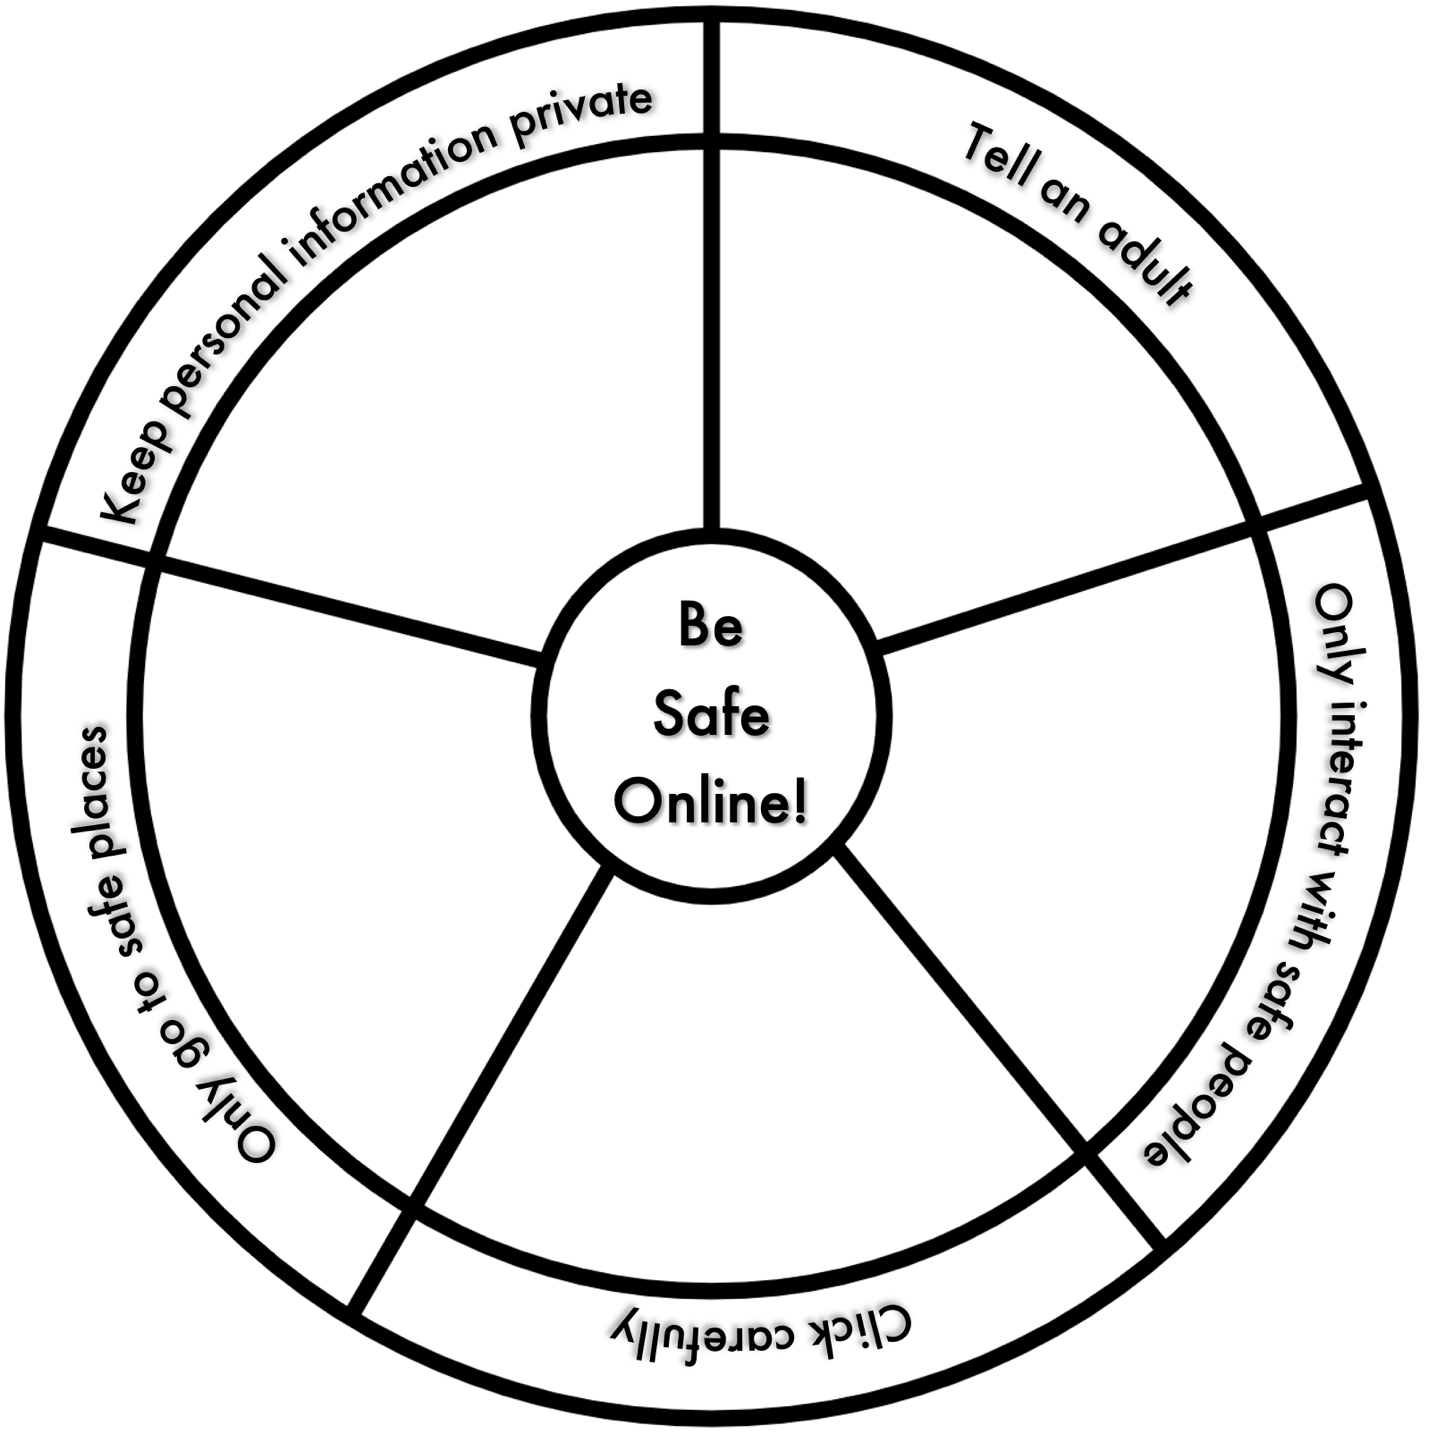 Keep personal information private
Tell an adult
Only interact with safe people
Click carefully
Only go to safe places
Be
Safe
Online!